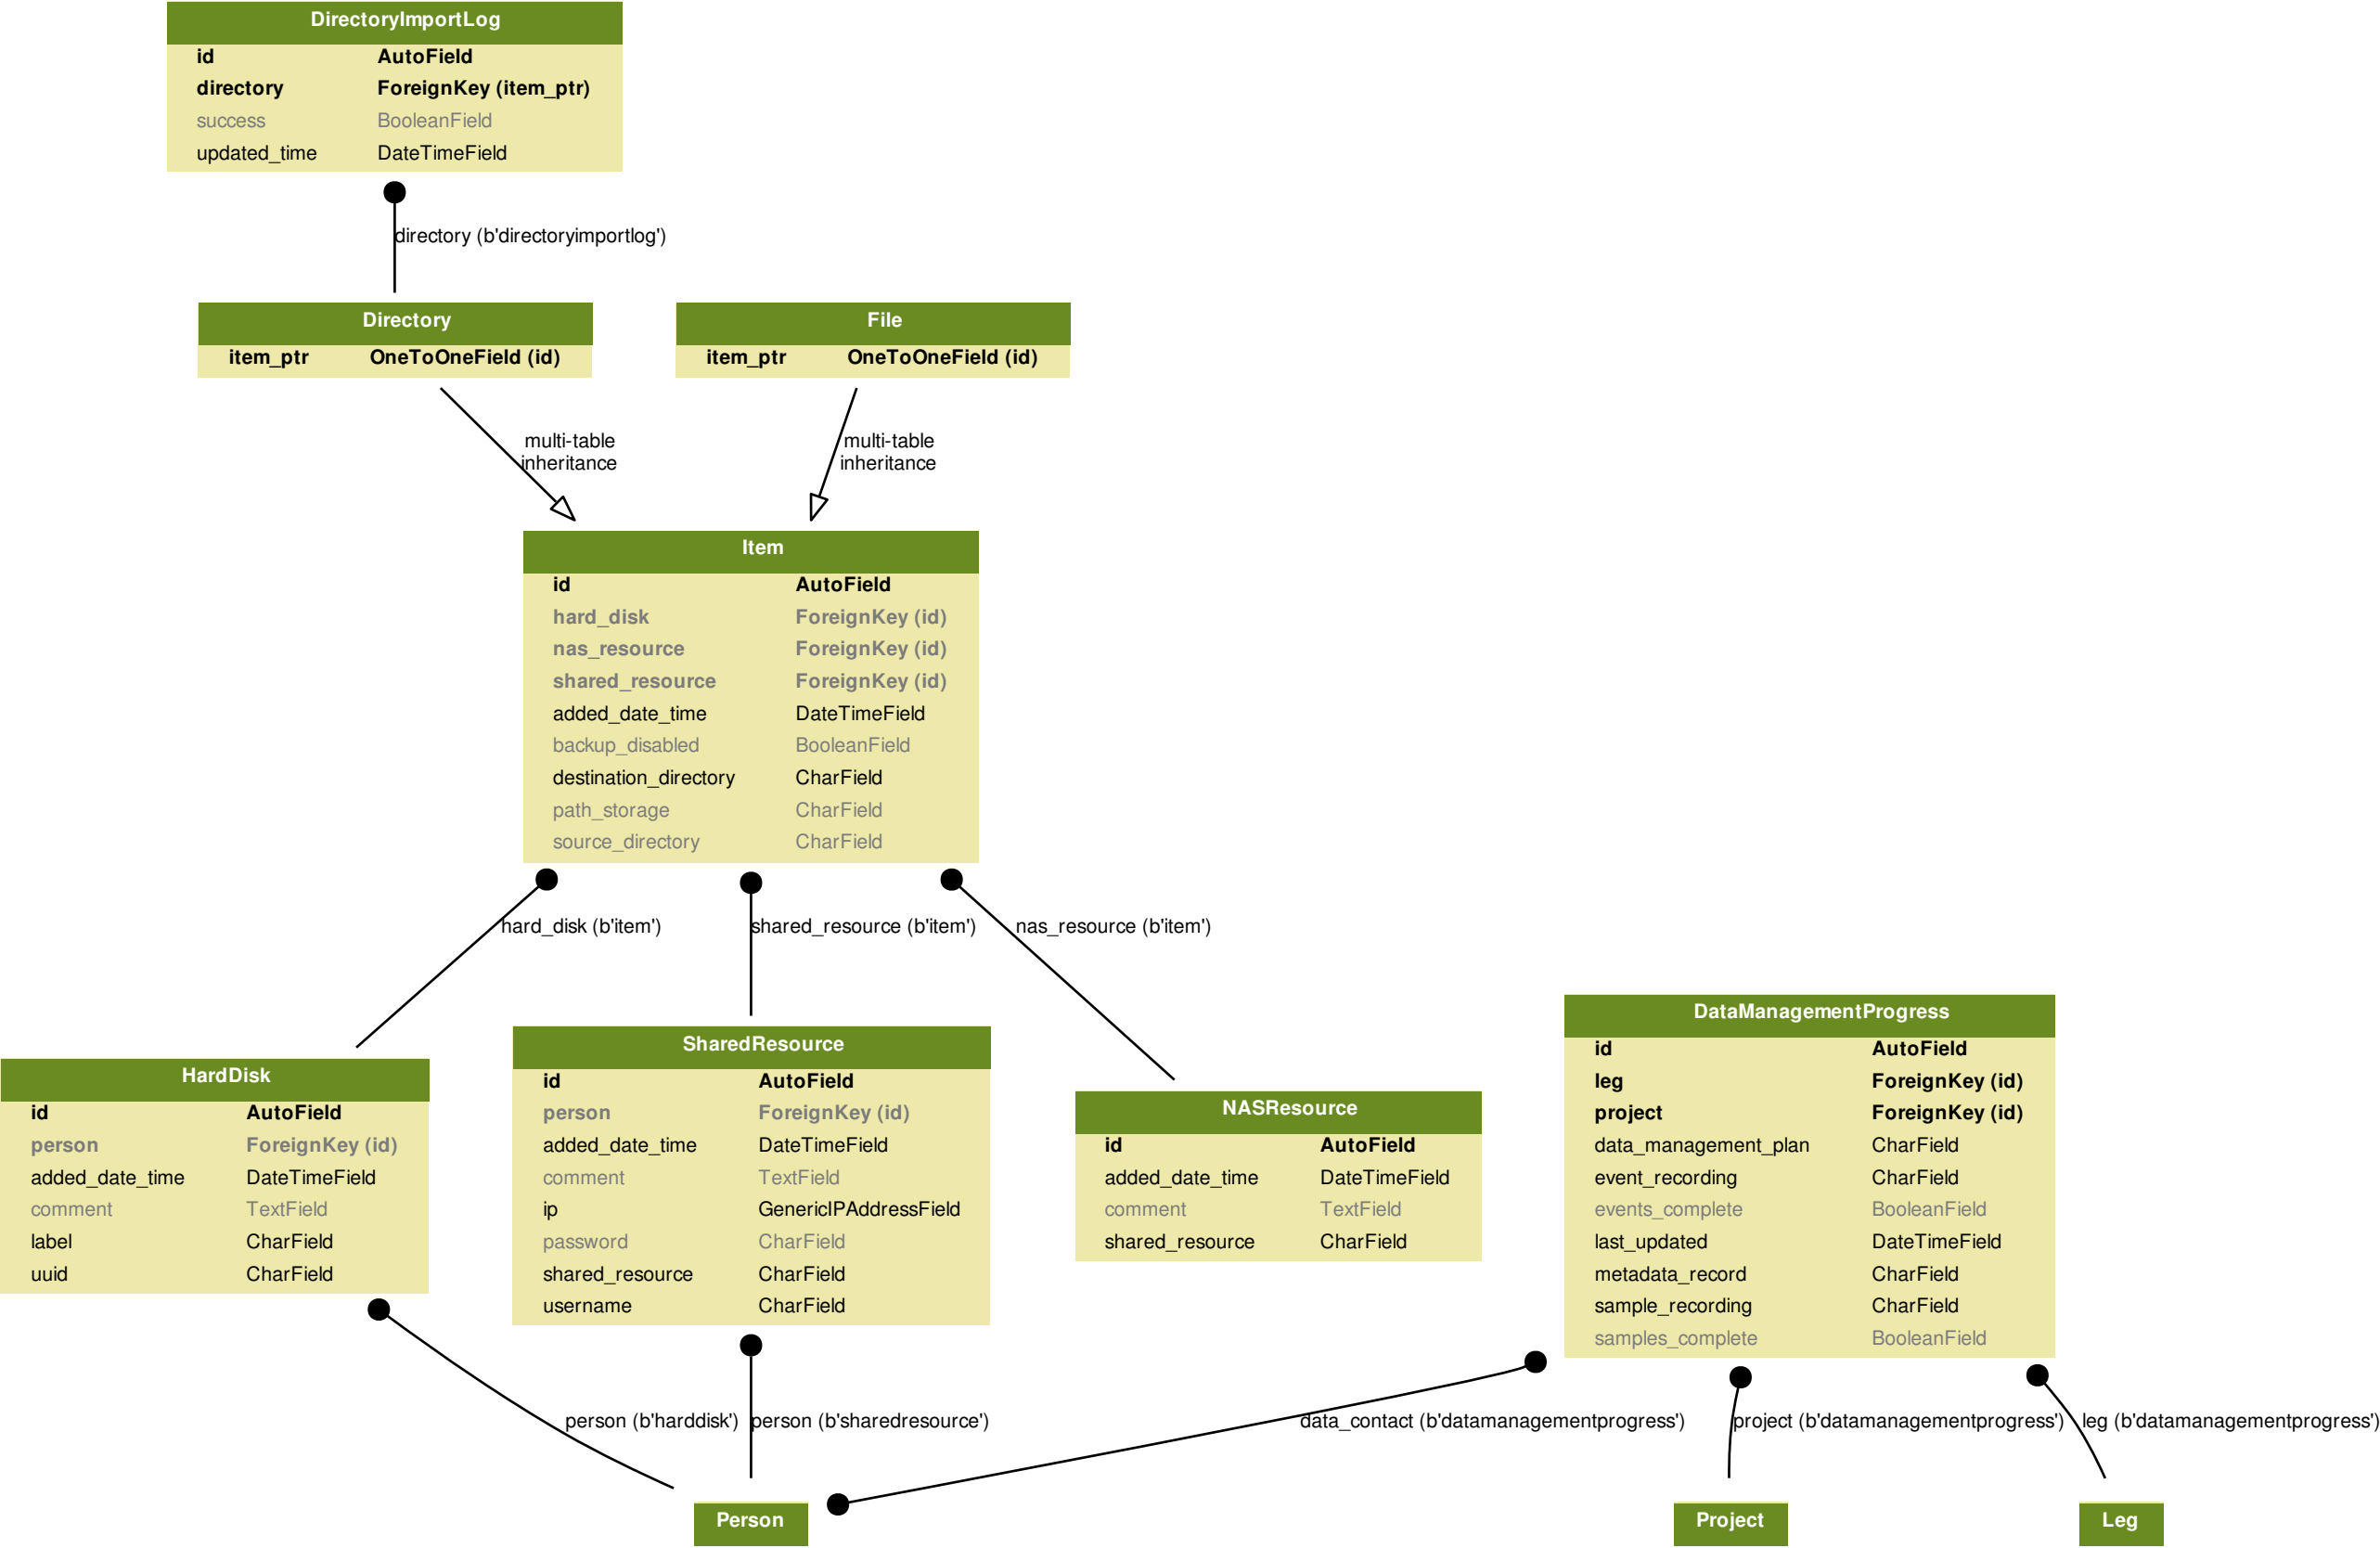 DirectoryImportLog
id AutoField
directory ForeignKey (item_ptr)
success BooleanField
updated_time DateTimeField
directory (b'directoryimportlog')
Directory
item_ptr OneToOneField (id)
File
item_ptr OneToOneField (id)
multi-table
inheritance
multi-table
inheritance
Item
id AutoField
hard_disk ForeignKey (id)
nas_resource ForeignKey (id)
shared_resource ForeignKey (id)
added_date_time DateTimeField
backup_disabled BooleanField
destination_directory CharField
path_storage CharField
source_directory CharField
hard_disk (b'item')
shared_resource (b'item')
nas_resource (b'item')
HardDisk
id AutoField
person ForeignKey (id)
added_date_time DateTimeField
comment TextField
label CharField
uuid CharField
SharedResource
id AutoField
person ForeignKey (id)
added_date_time DateTimeField
comment TextField
ip GenericIPAddressField
password CharField
shared_resource CharField
username CharField
NASResource
id AutoField
added_date_time DateTimeField
comment TextField
shared_resource CharField
DataManagementProgress
id AutoField
leg ForeignKey (id)
project ForeignKey (id)
data_management_plan CharField
event_recording CharField
events_complete BooleanField
last_updated DateTimeField
metadata_record CharField
sample_recording CharField
samples_complete BooleanField
person (b'harddisk')
person (b'sharedresource')
data_contact (b'datamanagementprogress')
project (b'datamanagementprogress')
leg (b'datamanagementprogress')
Person
Project
Leg